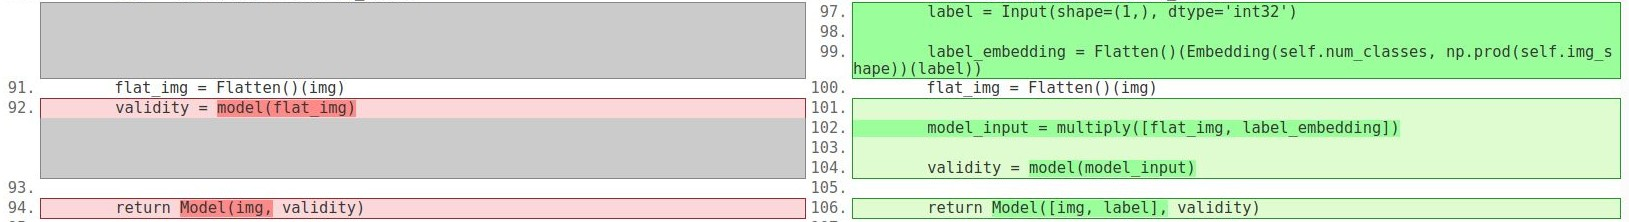 97. label = Input(shape=(1,), dtype='int32')
98.
99. label_embedding = Flatten()(Embedding(self.num_classes, np.prod(self.img_s
hape))(label))
91. flat_img = Flatten()(img) 100. flat_img = Flatten()(img)
92. validity = model(flat_img) 101.
102. model_input = multiply([flat_img, label_embedding])
103.
104. validity = model(model_input)
93. 105.
94. return Model(img, validity) 106. return Model([img, label], validity)